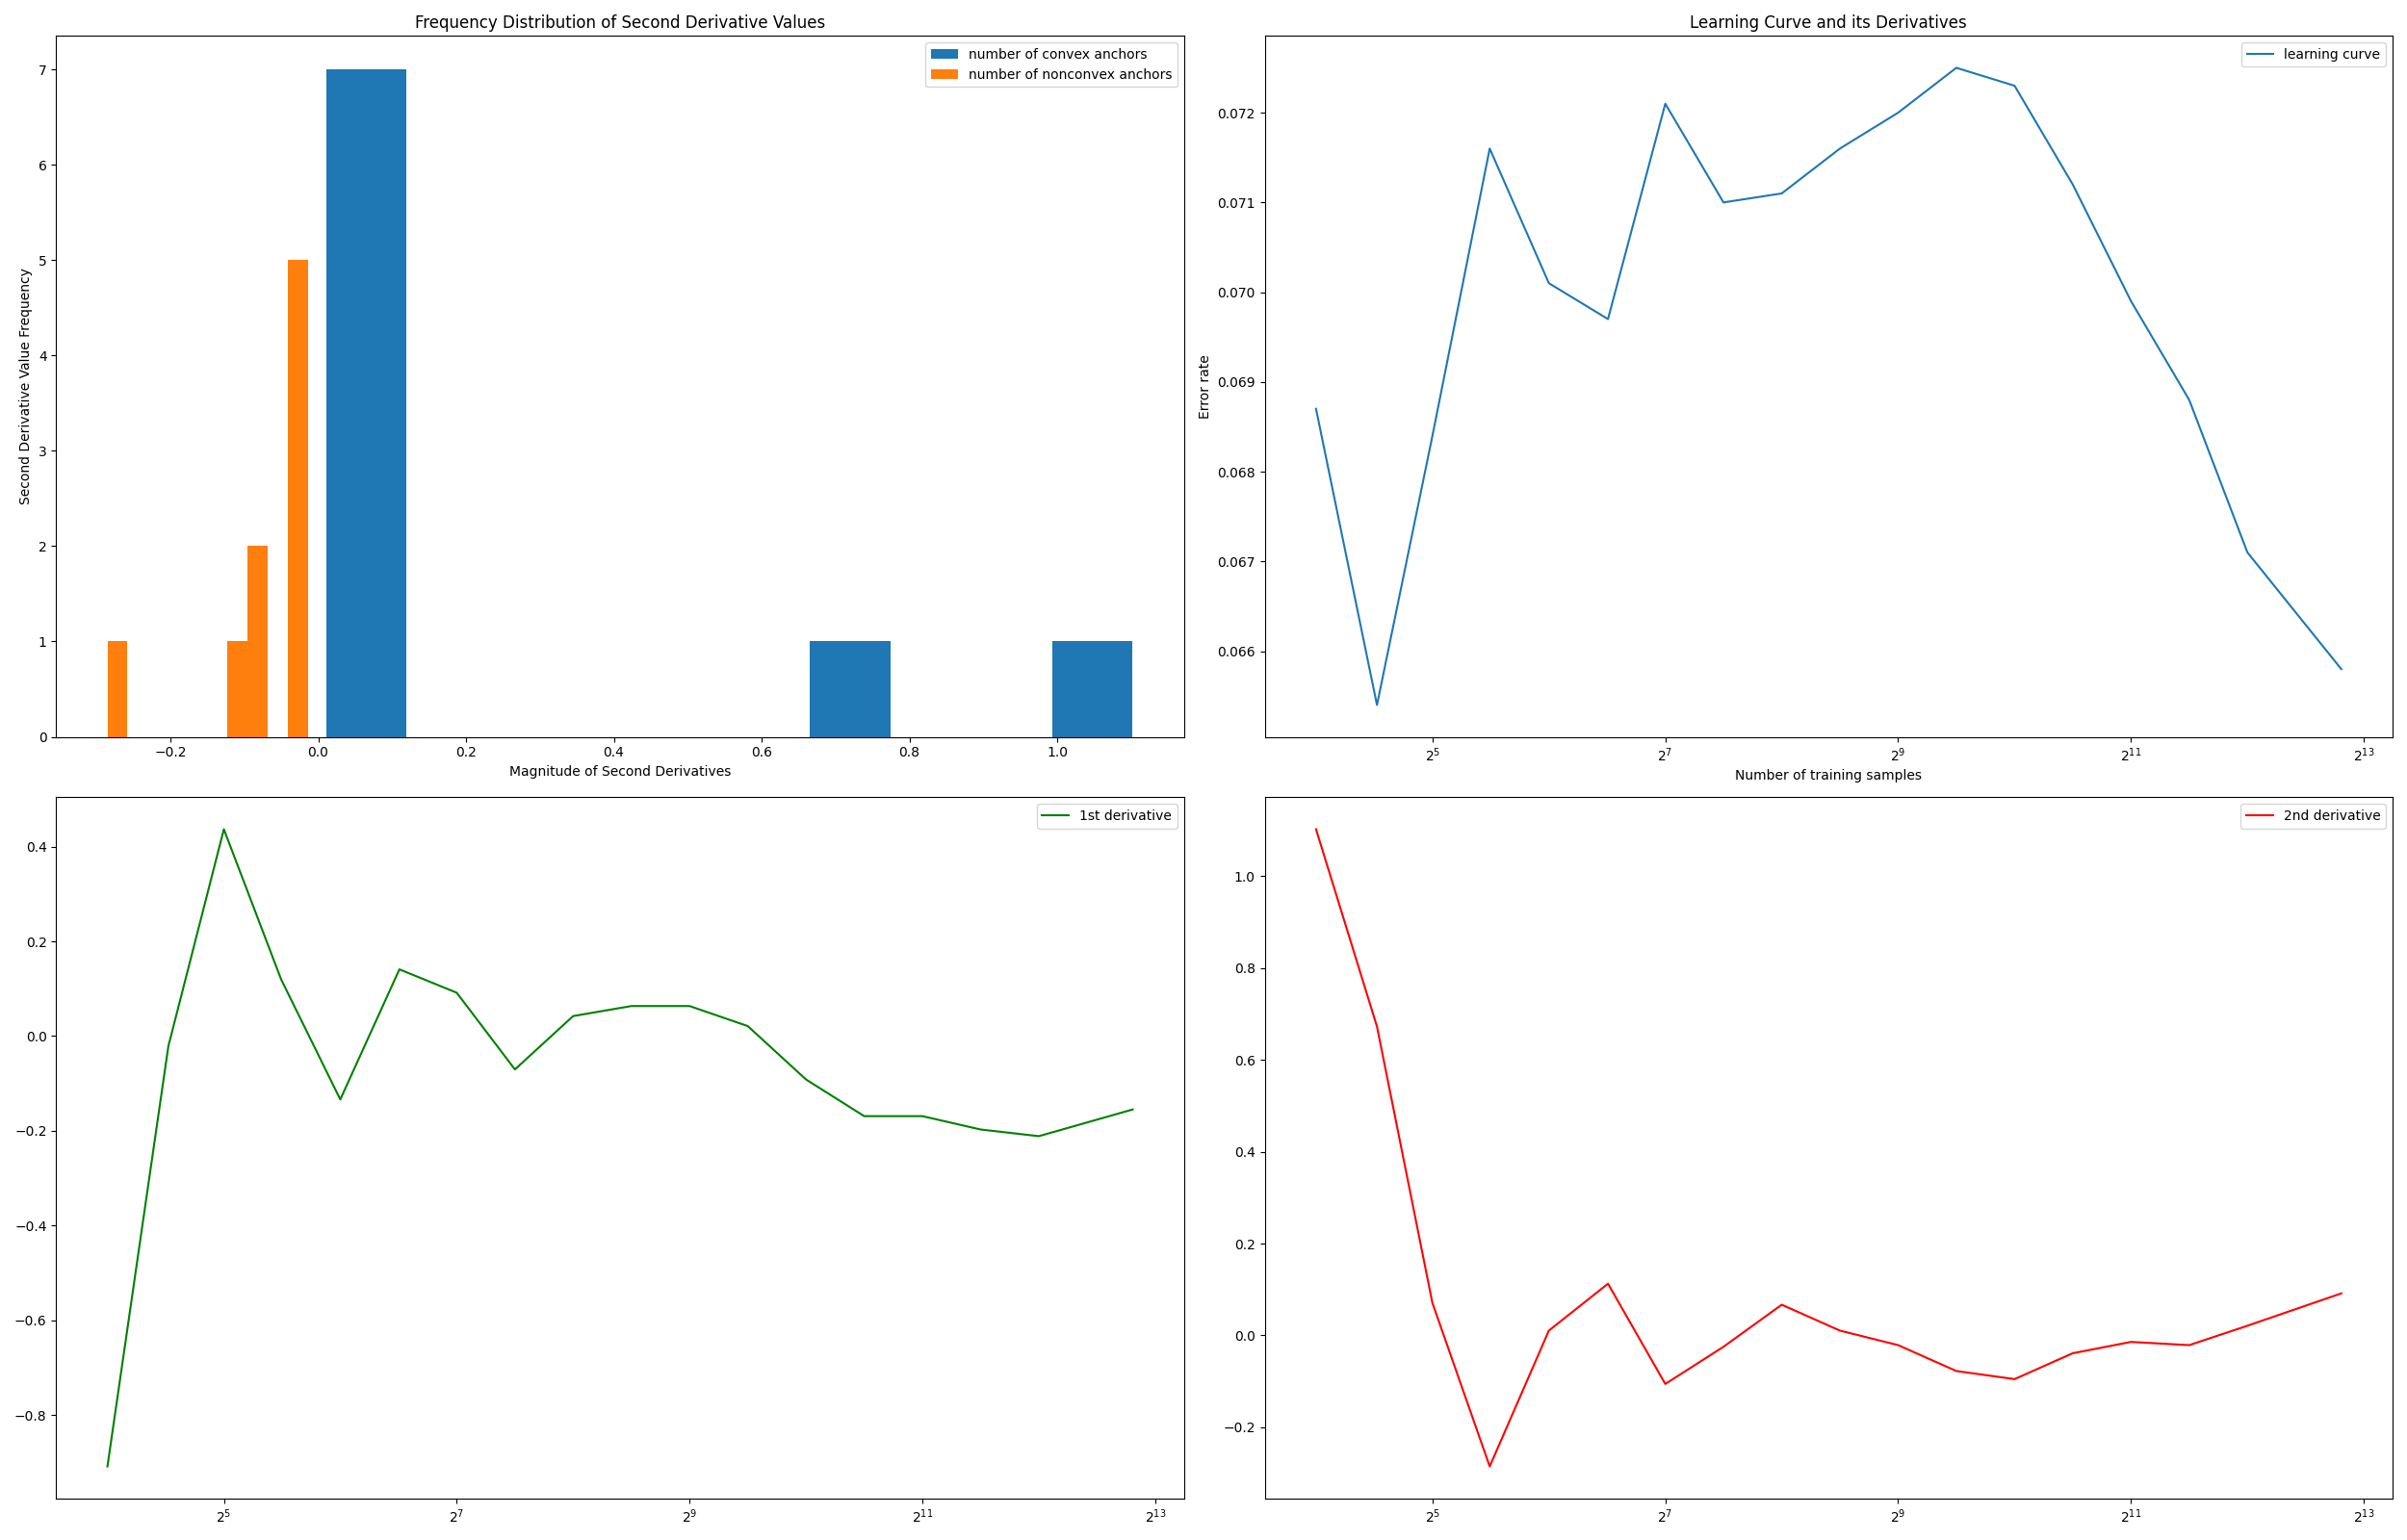 Frequency Distribution of Second Derivative Values
number of convex anchors
number of nonconvex anchors
Second Derivative Value Frequency
7
6
5
4
3
2
1
0
−0.2 0.0 0.2 0.4 0.6 0.8 1.0
Magnitude of Second Derivatives
Learning Curve and its Derivatives
learning curve
Error rate
0.072
0.071
0.070
0.069
0.068
0.067
0.066
2^5 2^7 2^9 2^11 2^13
Number of training samples
1st derivative
0.4
0.2
0.0
−0.2
−0.4
−0.6
−0.8
2^5 2^7 2^9 2^11 2^13
2nd derivative
1.0
0.8
0.6
0.4
0.2
0.0
−0.2
2^5 2^7 2^9 2^11 2^13